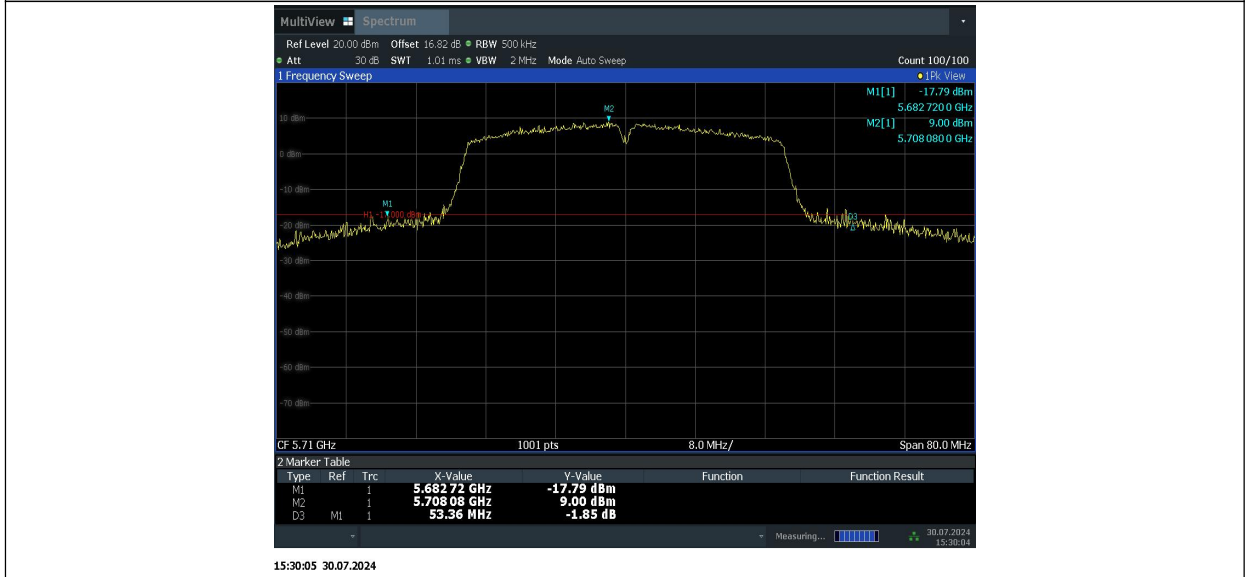 MultiView Spectrum
Ref Level 20.00 dBm Offset 16.82 dB RBW 500 kHz
Att 30 dB SWT 1.01 ms VBW 2 MHz Mode Auto Sweep Count 100/100
1 Frequency Sweep 1Pk View
M1[1] -17.79 dBm
5.682 720 0 GHz
M2[1] 9.00 dBm
5.708 080 0 GHz
M2
10 dBm
0 dBm
-10 dBm
M1
H1 -17.000 dBm
D3
-20 dBm
-30 dBm
-40 dBm
-50 dBm
-60 dBm
-70 dBm
CF 5.71 GHz 1001 pts 8.0 MHz/ Span 80.0 MHz
2 Marker Table
Type Ref Trc X-Value Y-Value Function Function Result
M1 1 5.682 72 GHz -17.79 dBm
M2 1 5.708 08 GHz 9.00 dBm
D3 M1 1 53.36 MHz -1.85 dB
Measuring... 30.07.2024
15:30:04
15:30:05 30.07.2024